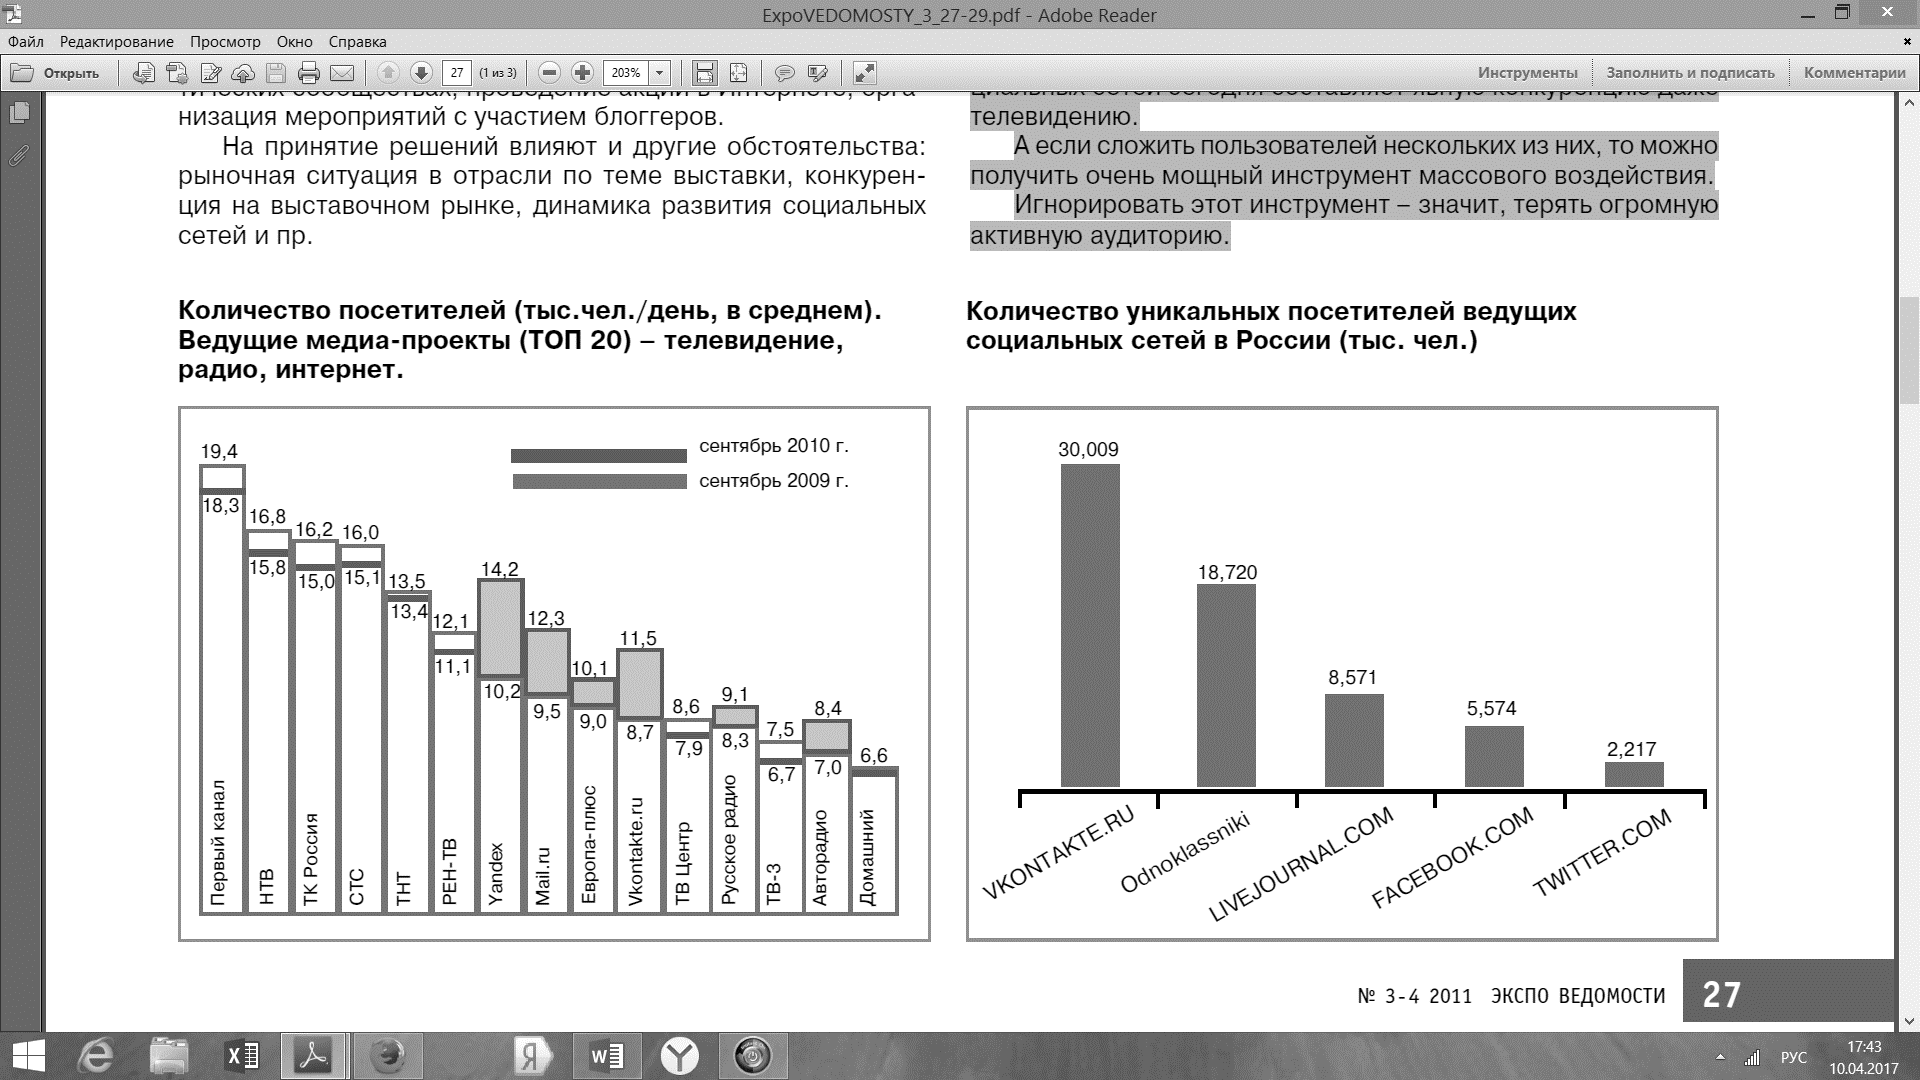 ExpoVEDOMOSTY_3_27-29.pdf - Adobe Reader
Файл Редактирование Просмотр Окно Справка
Открыть 27 (1 из 3) 203% Инструменты Заполнить и подписать Комментарии
низация мероприятий с участием блоггеров.
На принятие решений влияют и другие обстоятельства:
рыночная ситуация в отрасли по теме выставки, конкурен-
ция на выставочном рынке, динамика развития социальных
сетей и пр.
циальных сетей сегодня составляют явную конкуренцию даже
телевидению.
А если сложить пользователей нескольких из них, то можно
получить очень мощный инструмент массового воздействия.
Игнорировать этот инструмент – значит, терять огромную
активную аудиторию.
Количество посетителей (тыс.чел./день, в среднем).
Ведущие медиа-проекты (ТОП 20) – телевидение,
радио, интернет.
сентябрь 2010 г.
сентябрь 2009 г.
19,4
18,3
16,8
15,8
16,2
15,0
16,0
15,1
13,5
13,4
12,1
11,1
14,2
10,2
12,3
9,5
10,1
9,0
11,5
8,7
8,6
7,9
9,1
8,3
7,5
6,7
8,4
7,0
6,6
Первый канал
НТВ
ТК Россия
СТС
ТНТ
РЕН-ТВ
Yandex
Mail.ru
Европа-плюс
Vkontakte.ru
ТВ Центр
Русское радио
ТВ-3
Авторадио
Домашний
Количество уникальных посетителей ведущих
социальных сетей в России (тыс. чел.)
30,009
18,720
8,571
5,574
2,217
VKONTAKTE.RU
Odnoklassniki
LIVEJOURNAL.COM
FACEBOOK.COM
TWITTER.COM
№ 3-4 2011 ЭКСПО ВЕДОМОСТИ 27
РУС
17:43
10.04.2017